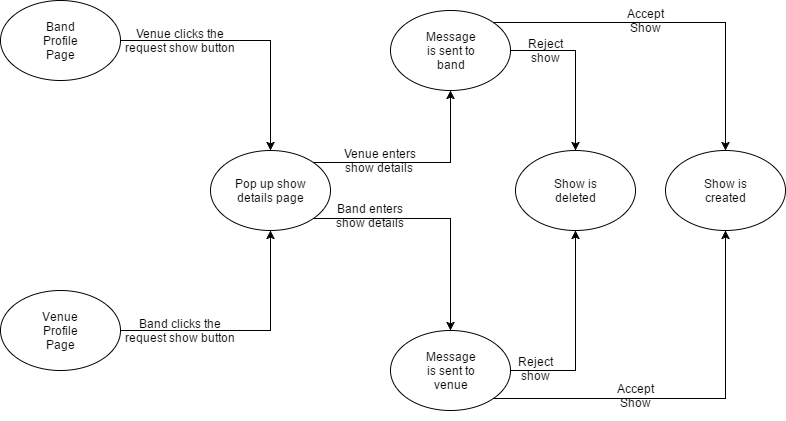 Band
Profile
Page
Venue clicks the
request show button
Message
is sent to
band
Accept
Show
Reject
show
Venue enters
show details
Pop up show
details page
Show is
deleted
Show is
created
Band enters
show details
Venue
Profile
Page
Band clicks the
request show button
Message
is sent to
venue
Reject
show
Accept
Show